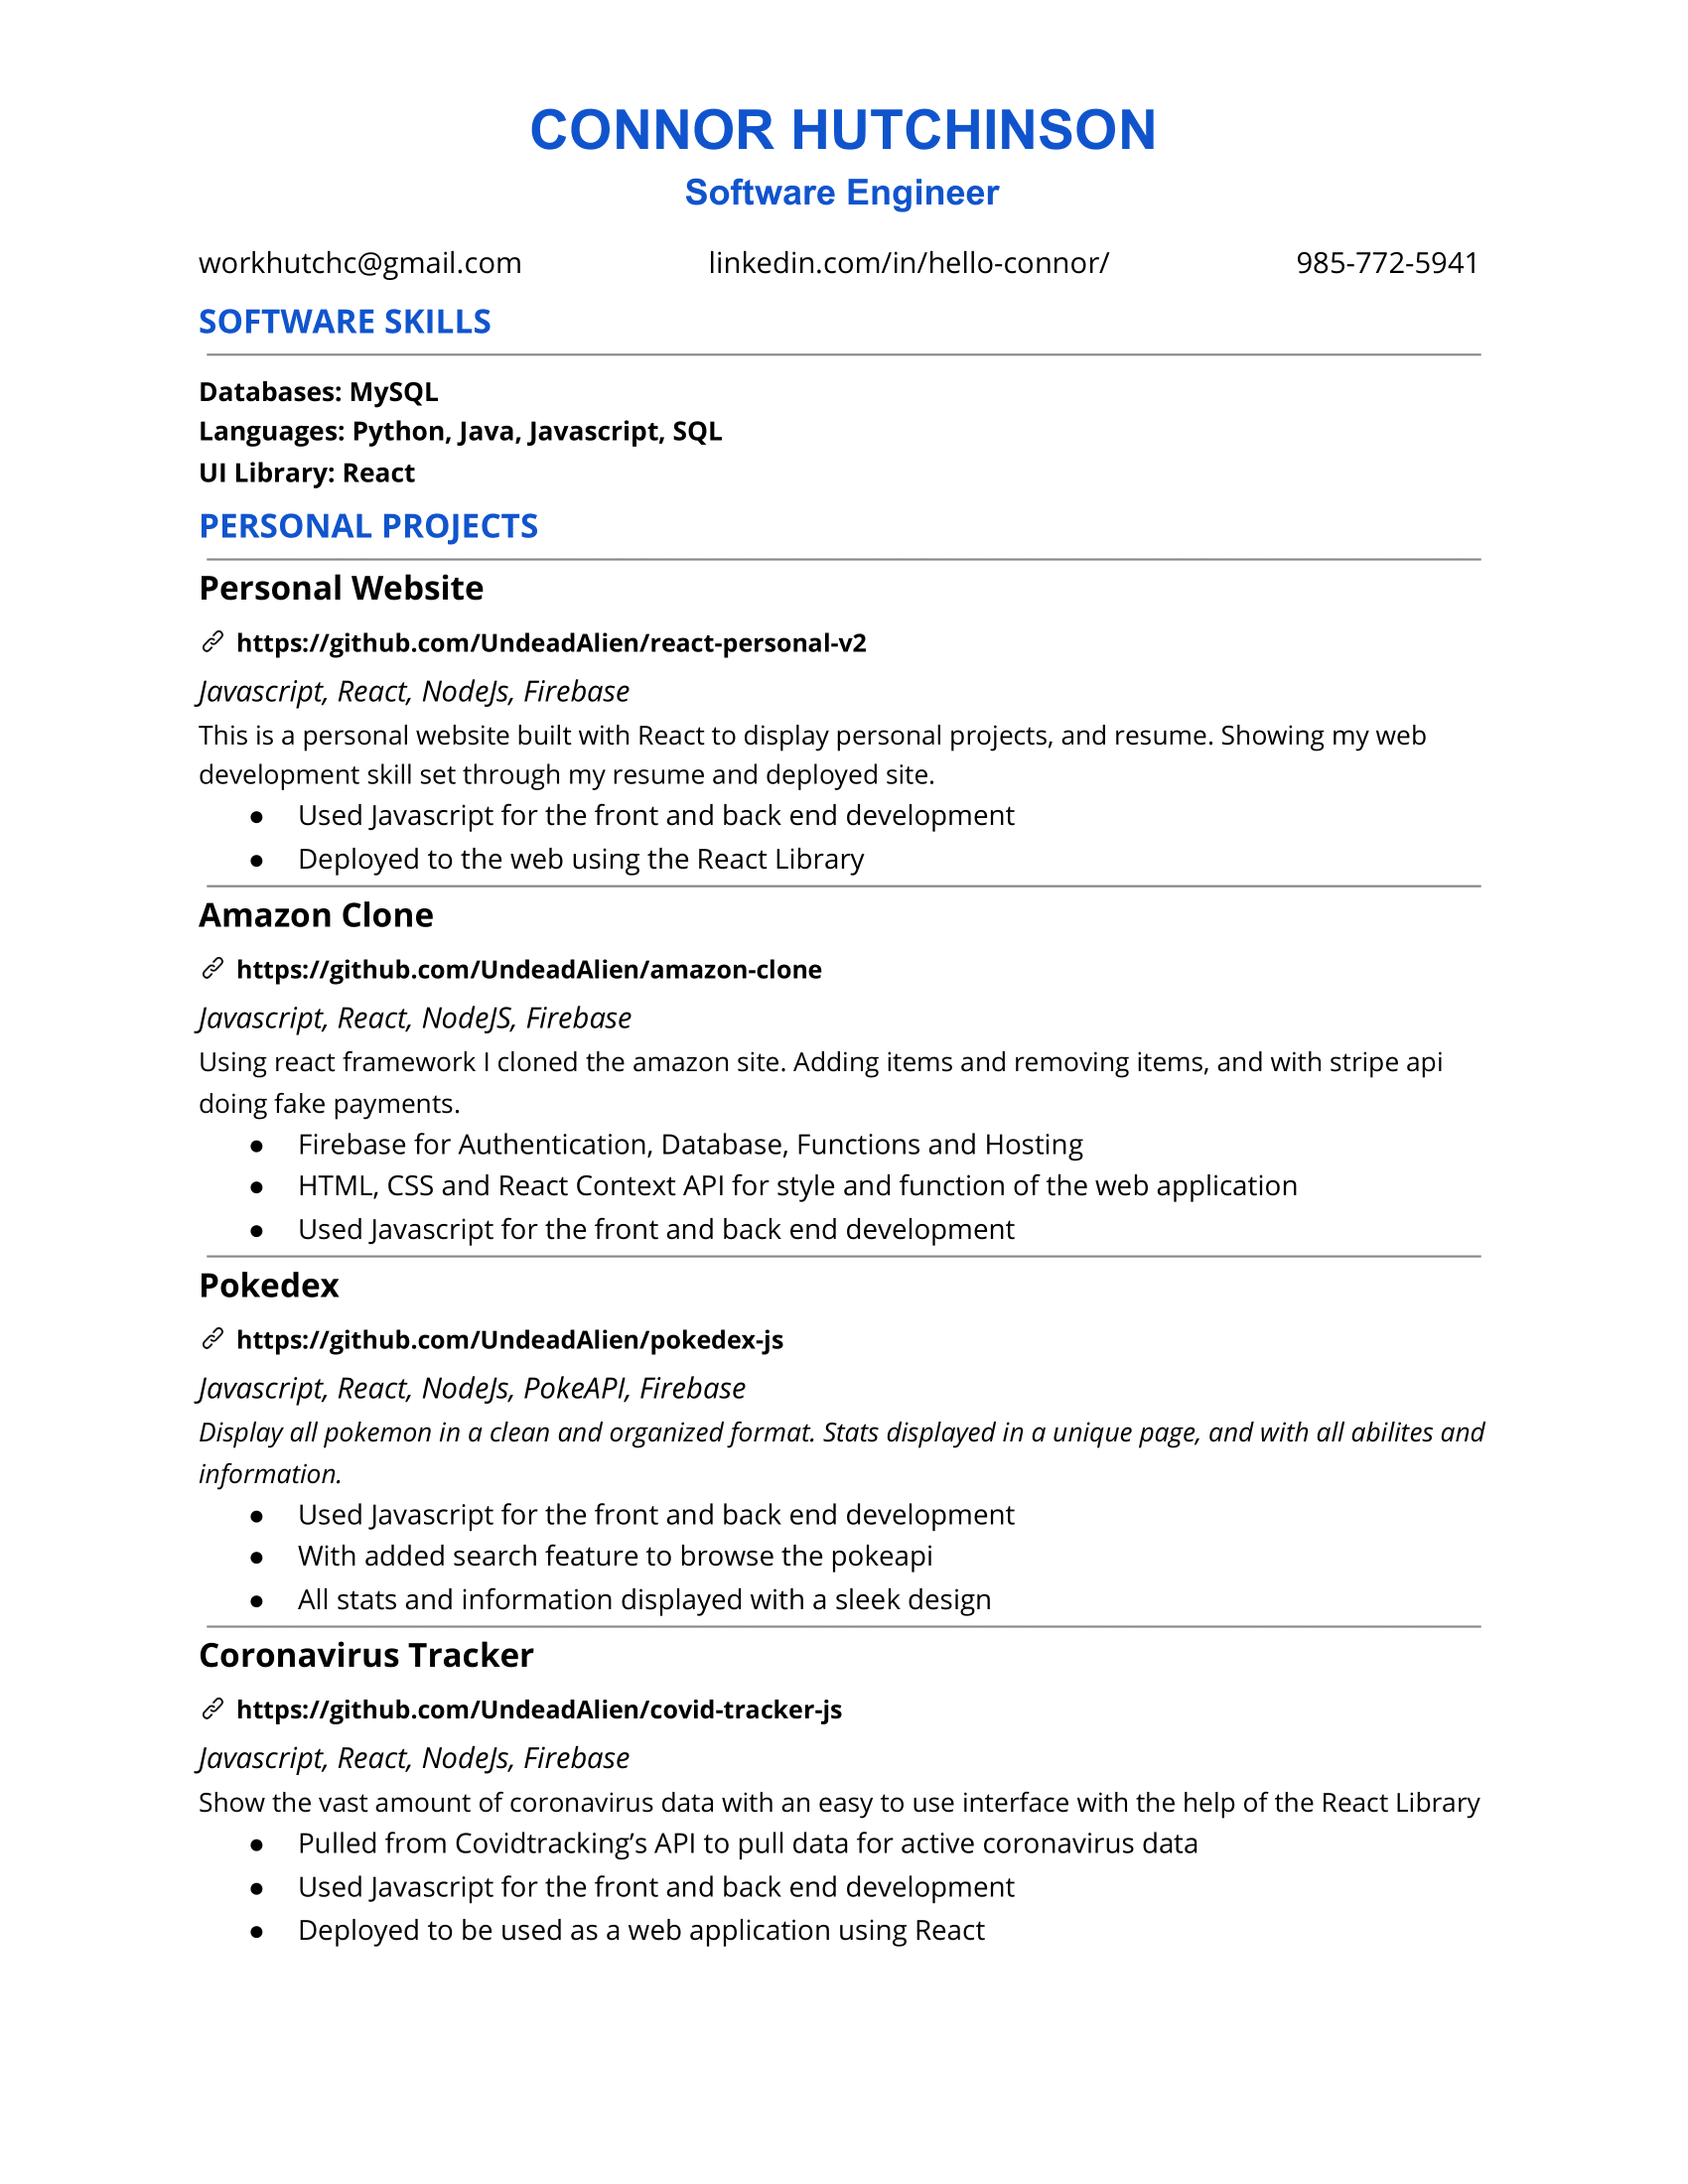 CONNOR HUTCHINSON
Software Engineer
workhutchc@gmail.com linkedin.com/in/hello-connor/ 985-772-5941
SOFTWARE SKILLS
Databases: MySQL
Languages: Python, Java, Javascript, SQL
UI Library: React
PERSONAL PROJECTS
Personal Website
https://github.com/UndeadAlien/react-personal-v2
Javascript, React, NodeJs, Firebase
This is a personal website built with React to display personal projects, and resume. Showing my web
development skill set through my resume and deployed site.
● Used Javascript for the front and back end development
● Deployed to the web using the React Library
Amazon Clone
https://github.com/UndeadAlien/amazon-clone
Javascript, React, NodeJS, Firebase
Using react framework I cloned the amazon site. Adding items and removing items, and with stripe api
doing fake payments.
● Firebase for Authentication, Database, Functions and Hosting
● HTML, CSS and React Context API for style and function of the web application
● Used Javascript for the front and back end development
Pokedex
https://github.com/UndeadAlien/pokedex-js
Javascript, React, NodeJs, PokeAPI, Firebase
Display all pokemon in a clean and organized format. Stats displayed in a unique page, and with all abilites and
information.
● Used Javascript for the front and back end development
● With added search feature to browse the pokeapi
● All stats and information displayed with a sleek design
Coronavirus Tracker
https://github.com/UndeadAlien/covid-tracker-js
Javascript, React, NodeJs, Firebase
Show the vast amount of coronavirus data with an easy to use interface with the help of the React Library
● Pulled from Covidtracking’s API to pull data for active coronavirus data
● Used Javascript for the front and back end development
● Deployed to be used as a web application using React